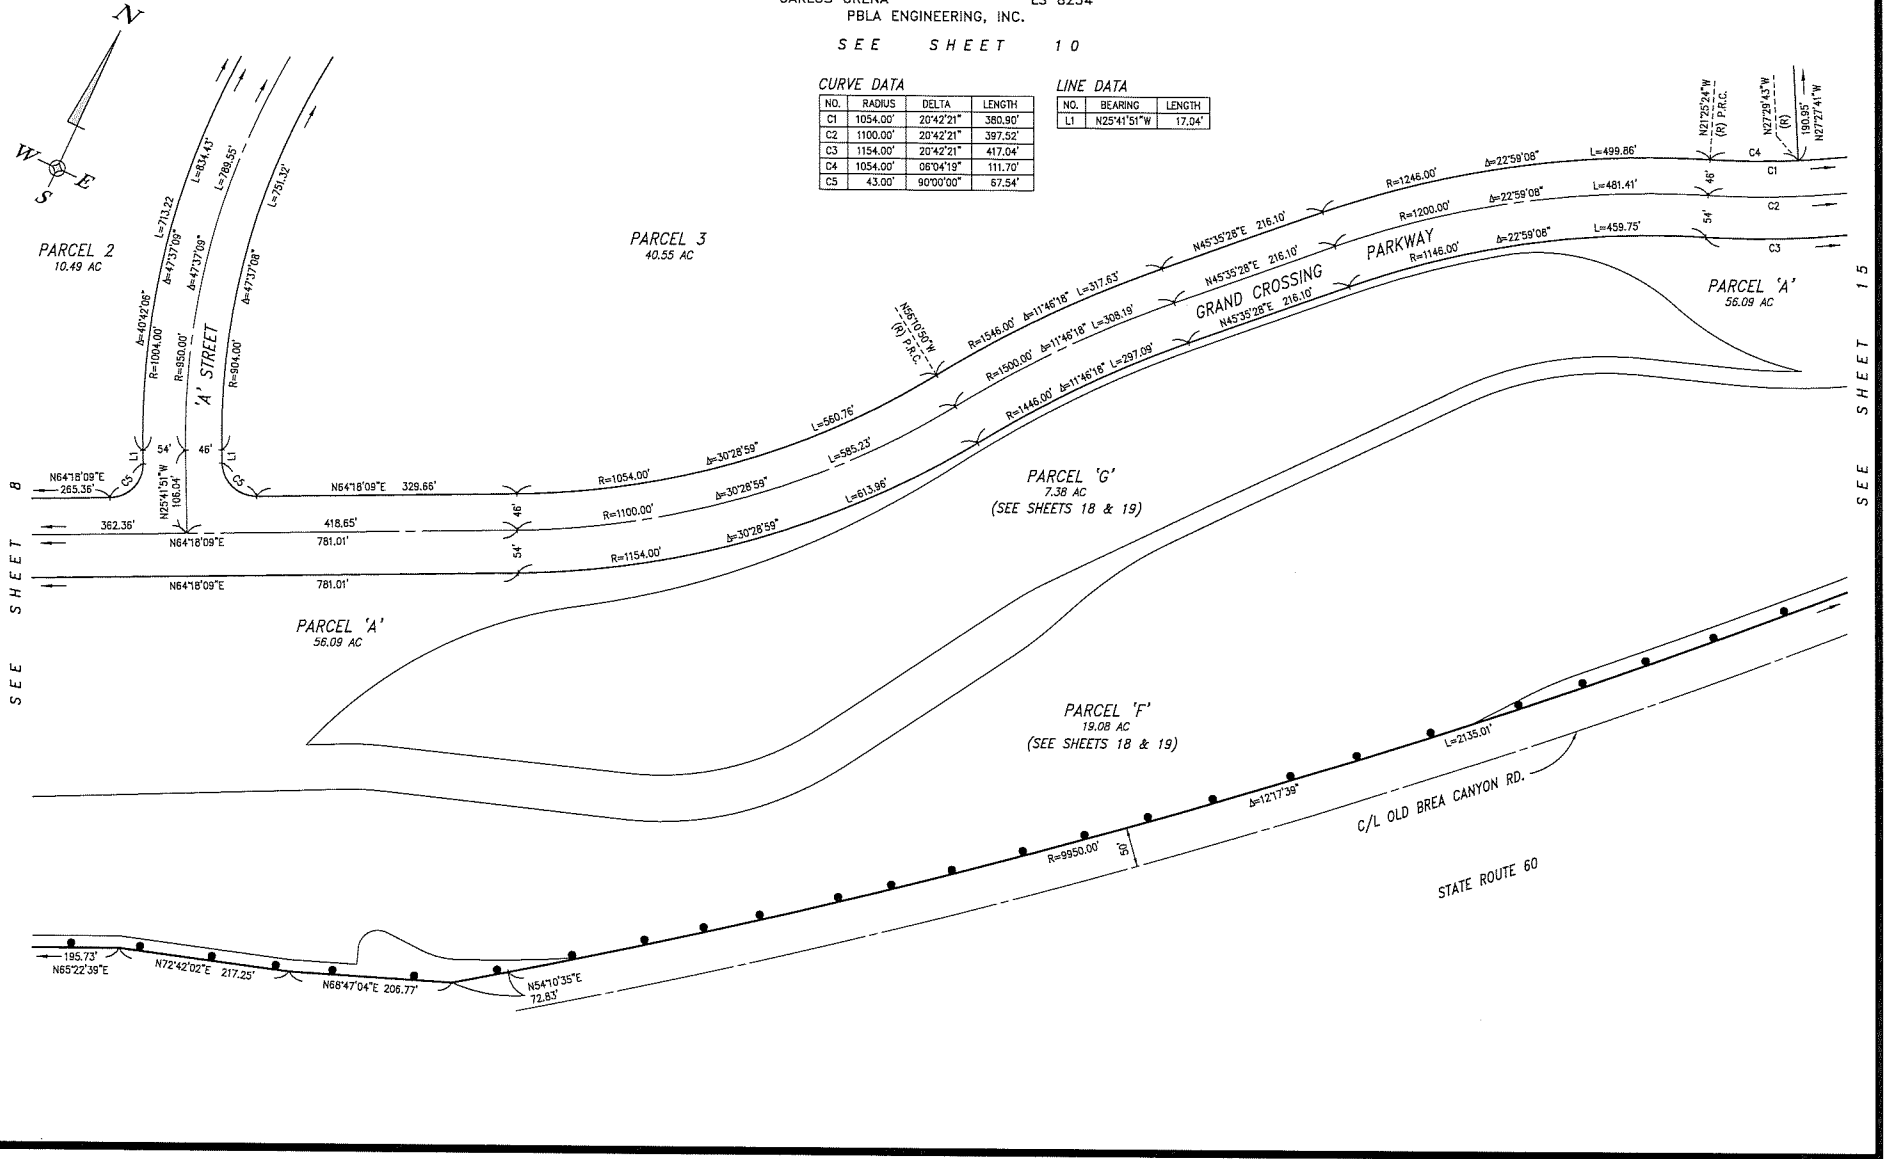 PBLA ENGINEERING, INC.
SEE SHEET 10
N
W
E
S
CURVE DATA
NO. RADIUS DELTA LENGTH
C1 1054.00' 20°42'21" 380.90'
C2 1100.00' 20°42'21" 397.52'
C3 1154.00' 20°42'21" 417.04'
C4 1054.00' 06°04'19" 111.70'
C5 43.00' 90°00'00" 67.54'
LINE DATA
NO. BEARING LENGTH
L1 N25°41'51"W 17.04'
PARCEL 2
10.49 AC
PARCEL 3
40.55 AC
L=834.43'
L=789.55'
L=751.32'
L=713.22
Δ=47°37'09"
Δ=47°37'09"
Δ=47°37'08"
Δ=40°42'06"
R=1004.00'
R=950.00'
R=904.00'
'A' STREET
L1
54'
46'
L1
C5
C5
N64°18'09"E
265.36'
N25°41'51"W
106.04'
N64°18'09"E 329.66'
362.36'
418.65'
N64°18'09"E 781.01'
N64°18'09"E 781.01'
46'
54'
R=1054.00'
Δ=30°28'59"
L=560.76'
R=1100.00'
Δ=30°28'59"
L=585.23'
R=1154.00'
Δ=30°28'59"
L=613.96'
N56°10'50"W
(R) P.R.C.
R=1546.00' Δ=11°46'18" L=317.63'
R=1500.00' Δ=11°46'18" L=308.19'
R=1446.00' Δ=11°46'18" L=297.09'
N45°35'28"E 216.10'
N45°35'28"E 216.10'
N45°35'28"E 216.10'
GRAND CROSSING PARKWAY
R=1246.00'
Δ=22°59'08"
L=499.86'
R=1200.00'
Δ=22°59'08"
L=481.41'
R=1146.00'
Δ=22°59'08"
L=459.75'
N21°25'24"W
(R) P.R.C.
N27°29'43"W
(R)
190.95'
N27°27'41"W
C4
C1
C2
C3
46'
54'
PARCEL 'A'
56.09 AC
SEE SHEET 15
SEE SHEET 8
PARCEL 'G'
7.38 AC
(SEE SHEETS 18 & 19)
PARCEL 'A'
56.09 AC
PARCEL 'F'
19.08 AC
(SEE SHEETS 18 & 19)
L=2135.01'
Δ=12°17'39"
R=9950.00'
50'
C/L OLD BREA CANYON RD.
STATE ROUTE 60
195.73'
N65°22'39"E
N72°42'02"E 217.25'
N68°47'04"E 206.77'
N54°10'35"E
72.83'